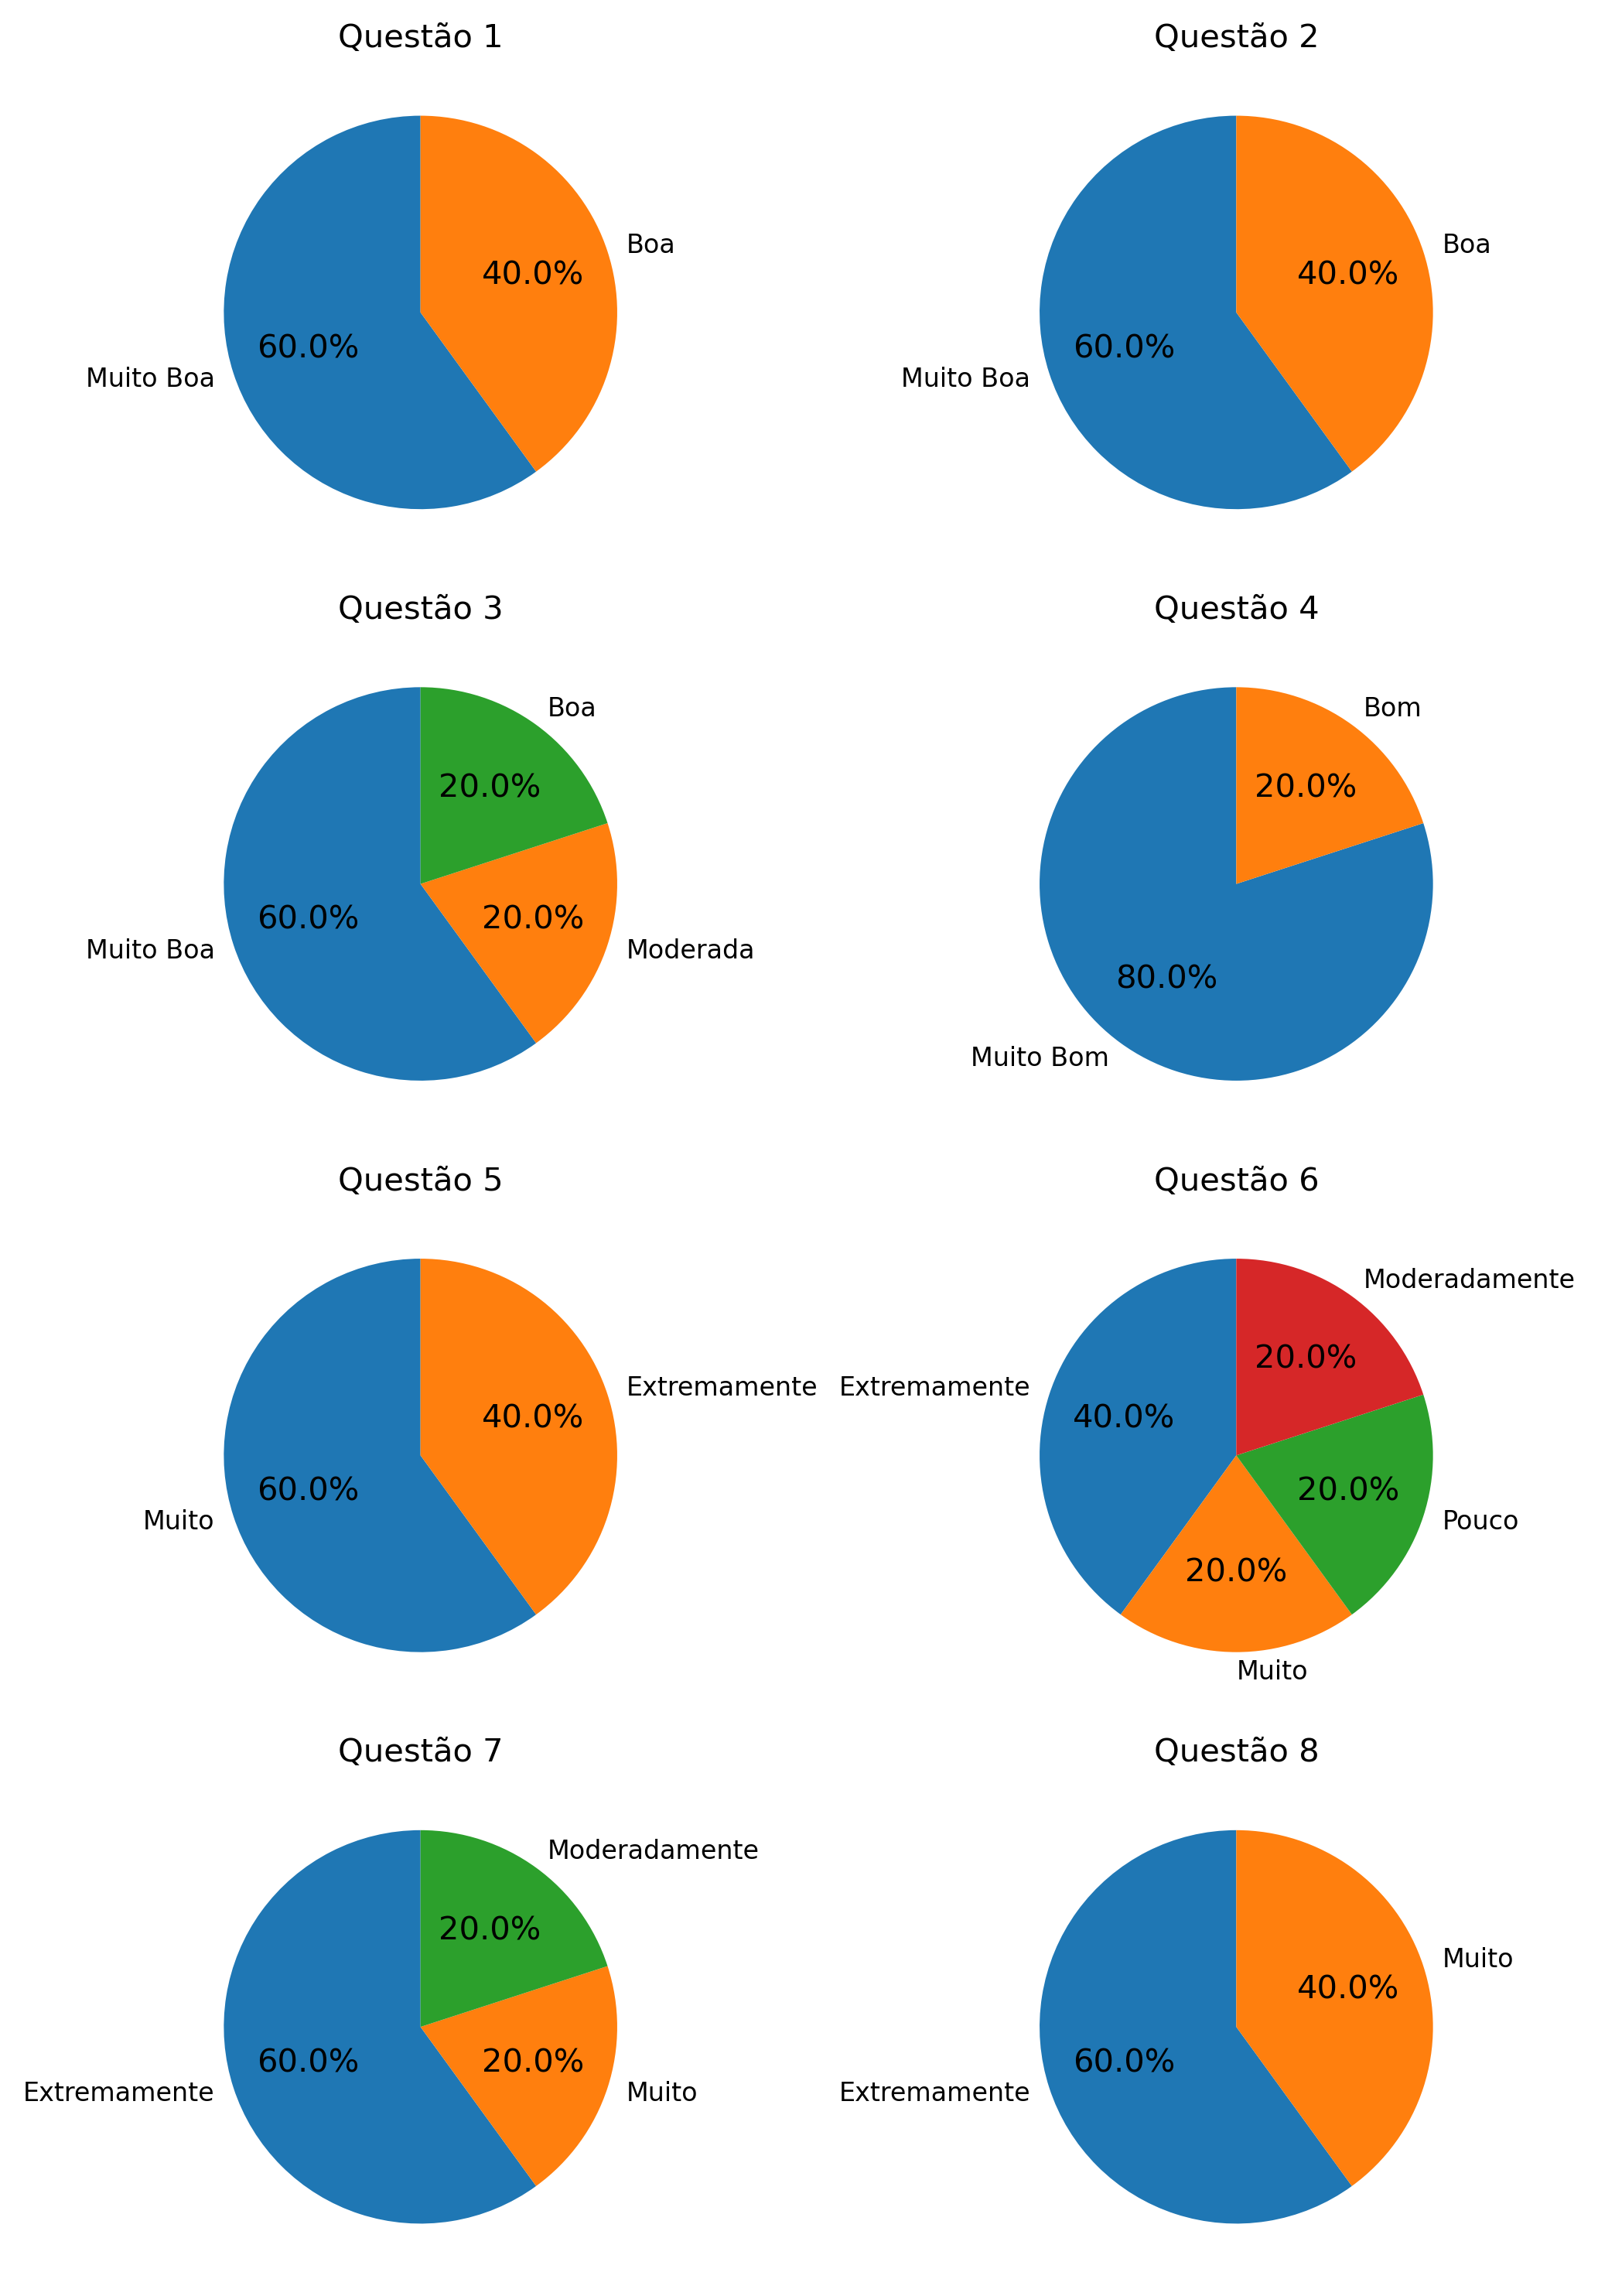 Questão 1
Boa
40.0%
60.0%
Muito Boa
Questão 2
Boa
40.0%
60.0%
Muito Boa
Questão 3
Boa
20.0%
60.0%
20.0%
Muito Boa
Moderada
Questão 4
Bom
20.0%
80.0%
Muito Bom
Questão 5
Extremamente
40.0%
60.0%
Muito
Questão 6
Moderadamente
20.0%
Extremamente
40.0%
20.0%
Pouco
20.0%
Muito
Questão 7
Moderadamente
20.0%
60.0%
20.0%
Extremamente
Muito
Questão 8
Muito
40.0%
60.0%
Extremamente